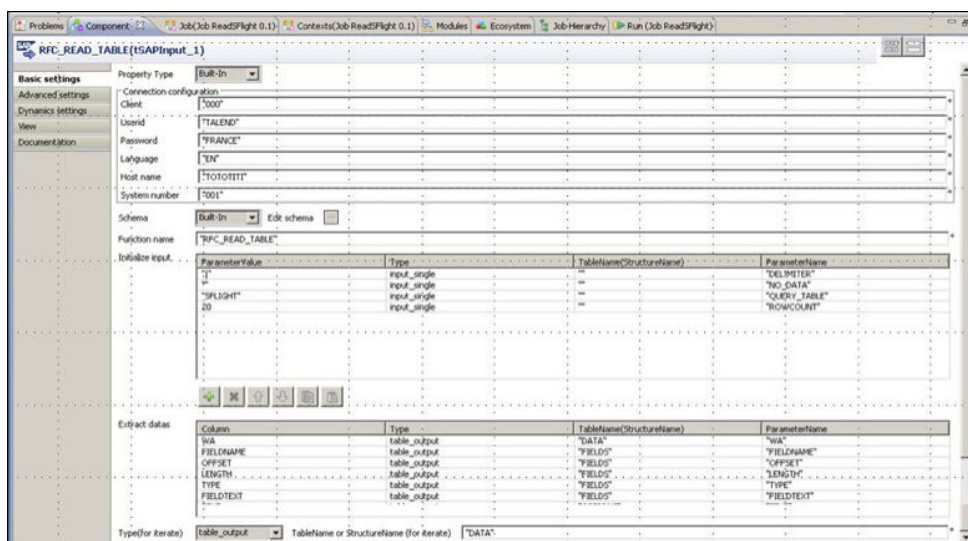 Problems Component Job(Job ReadSFlight 0.1) Contexts(Job ReadSFlight 0.1) Modules Ecosystem Job Hierarchy Run (Job ReadSFlight)
RFC_READ_TABLE(tSAPInput_1)
Basic settings
Advanced settings
Dynamics settings
View
Documentation
Property Type Built-In
Connection configuration
Client "000"
Userid "TALEND"
Password "FRANCE"
Language "EN"
Host name "TOTOTITI"
System number "001"
Schema Built-In Edit schema
Function name "RFC_READ_TABLE"
Initialize input
ParameterValue Type TableName(StructureName) ParameterName
input_single "" "DELIMITER"
input_single "" "NO_DATA"
"SFLIGHT" input_single "" "QUERY_TABLE"
20 input_single "" "ROWCOUNT"
Extract datas
Column Type TableName(StructureName) ParameterName
WA table_output "DATA" "WA"
FIELDNAME table_output "FIELDS" "FIELDNAME"
OFFSET table_output "FIELDS" "OFFSET"
LENGTH table_output "FIELDS" "LENGTH"
TYPE table_output "FIELDS" "TYPE"
FIELDTEXT table_output "FIELDS" "FIELDTEXT"
Type(for iterate) table_output TableName or StructureName (for iterate) "DATA"